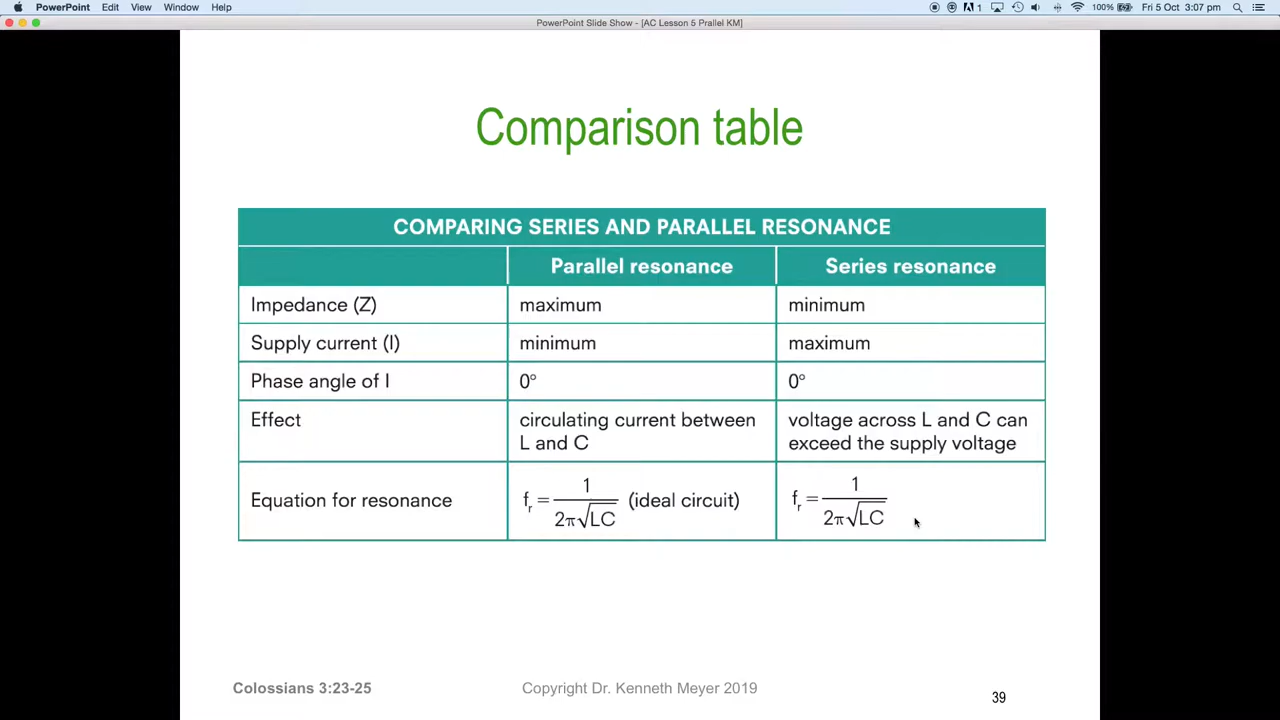 PowerPoint Edit View Window Help 1 100% Fri 5 Oct 3:07 pm
PowerPoint Slide Show - [AC Lesson 5 Prallel KM]
Comparison table
COMPARING SERIES AND PARALLEL RESONANCE
Parallel resonance Series resonance
Impedance (Z) maximum minimum
Supply current (I) minimum maximum
Phase angle of I 0° 0°
Effect circulating current between L and C voltage across L and C can exceed the supply voltage
Equation for resonance fr = 1 / 2π√LC (ideal circuit) fr = 1 / 2π√LC
Colossians 3:23-25 Copyright Dr. Kenneth Meyer 2019 39